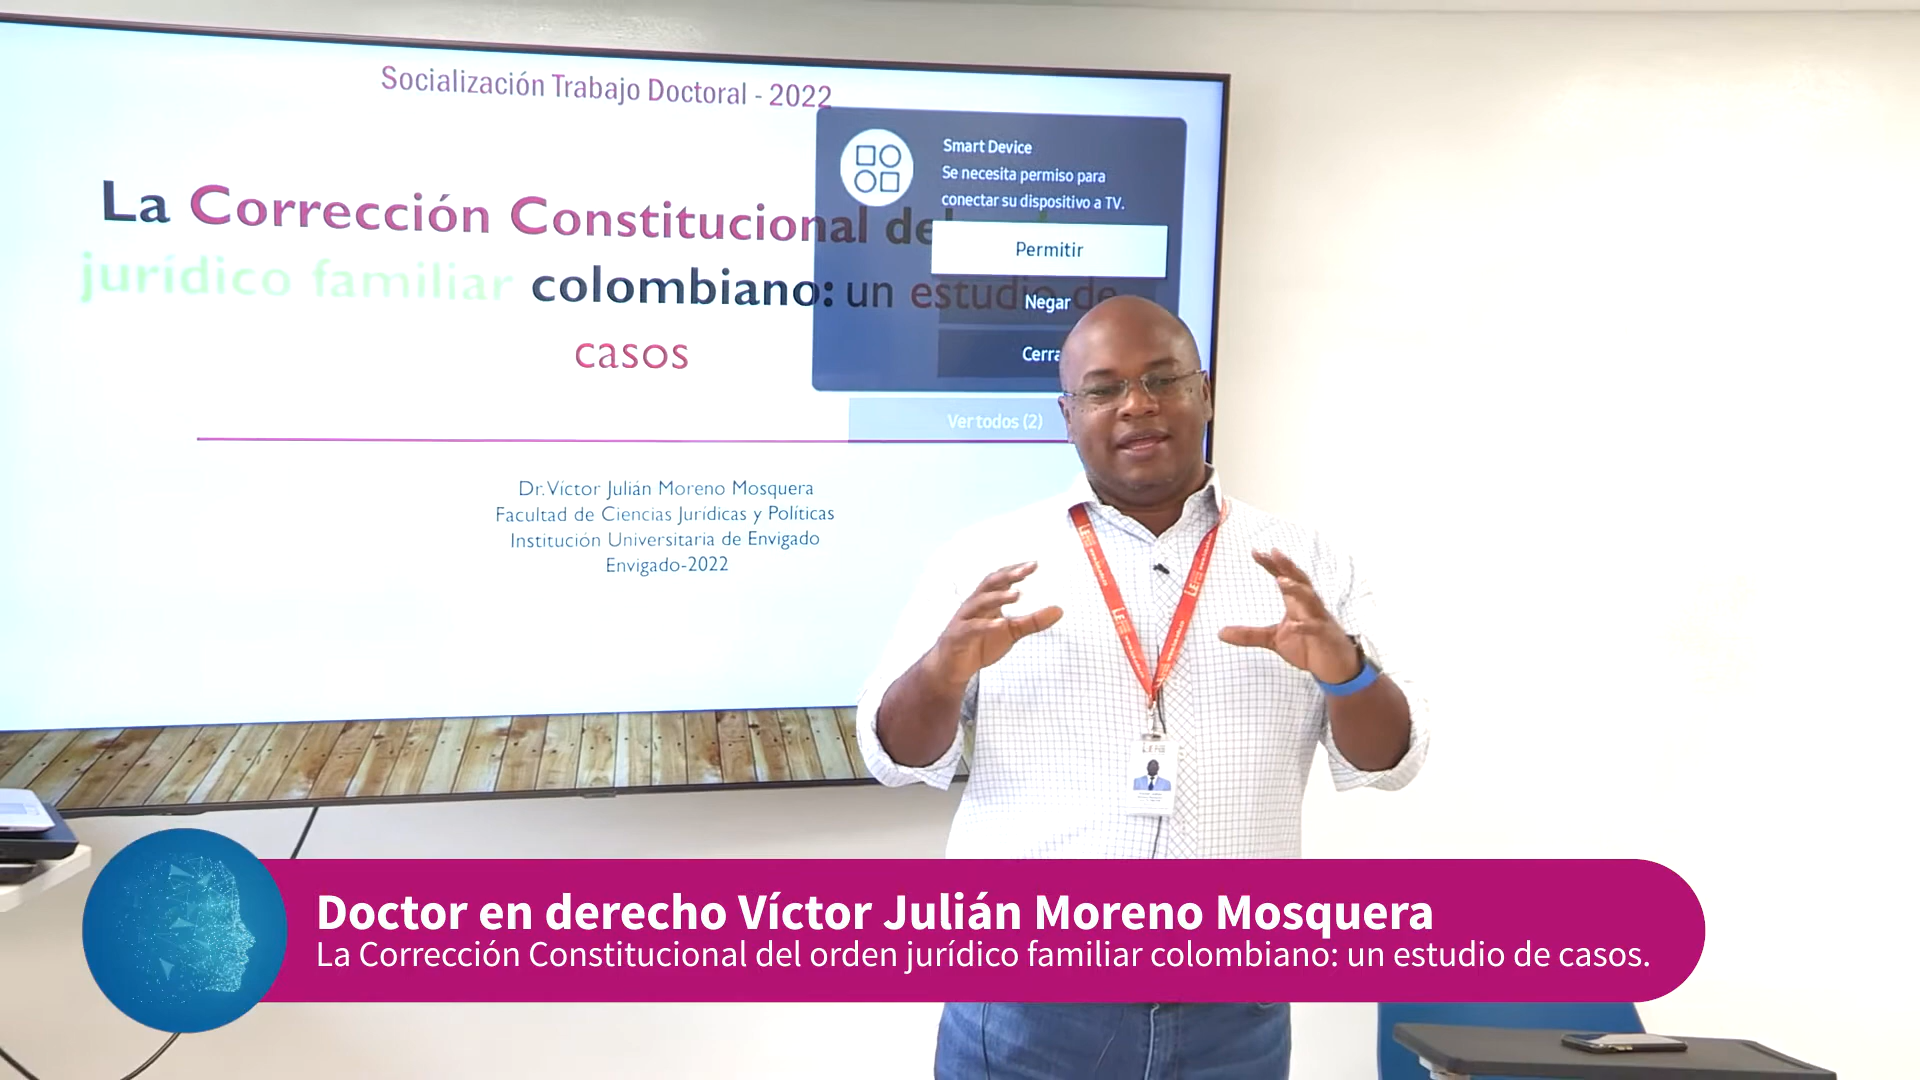 Socialización Trabajo Doctoral - 2022
La Corrección Constitucional del
jurídico familiar colombiano: un estudio de
casos
Smart Device
Se necesita permiso para
conectar su dispositivo a TV.
Permitir
Negar
Cerra
Ver todos (2)
Dr. Víctor Julián Moreno Mosquera
Facultad de Ciencias Jurídicas y Políticas
Institución Universitaria de Envigado
Envigado-2022
Doctor en derecho Víctor Julián Moreno Mosquera
La Corrección Constitucional del orden jurídico familiar colombiano: un estudio de casos.